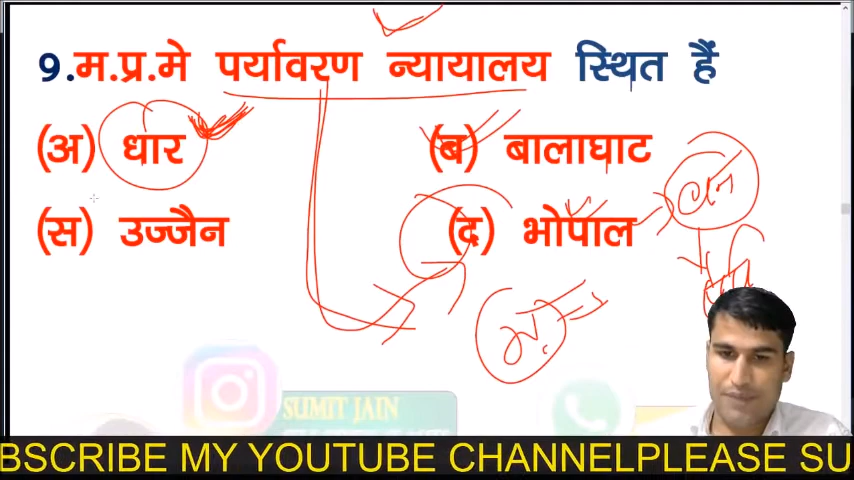 9.म.प्र.मे पर्यावरण न्यायालय स्थित हैं
(अ) धार (ब) बालाघाट
(स) उज्जैन (द) भोपाल
SUMIT JAIN
BSCRIBE MY YOUTUBE CHANNELPLEASE SU